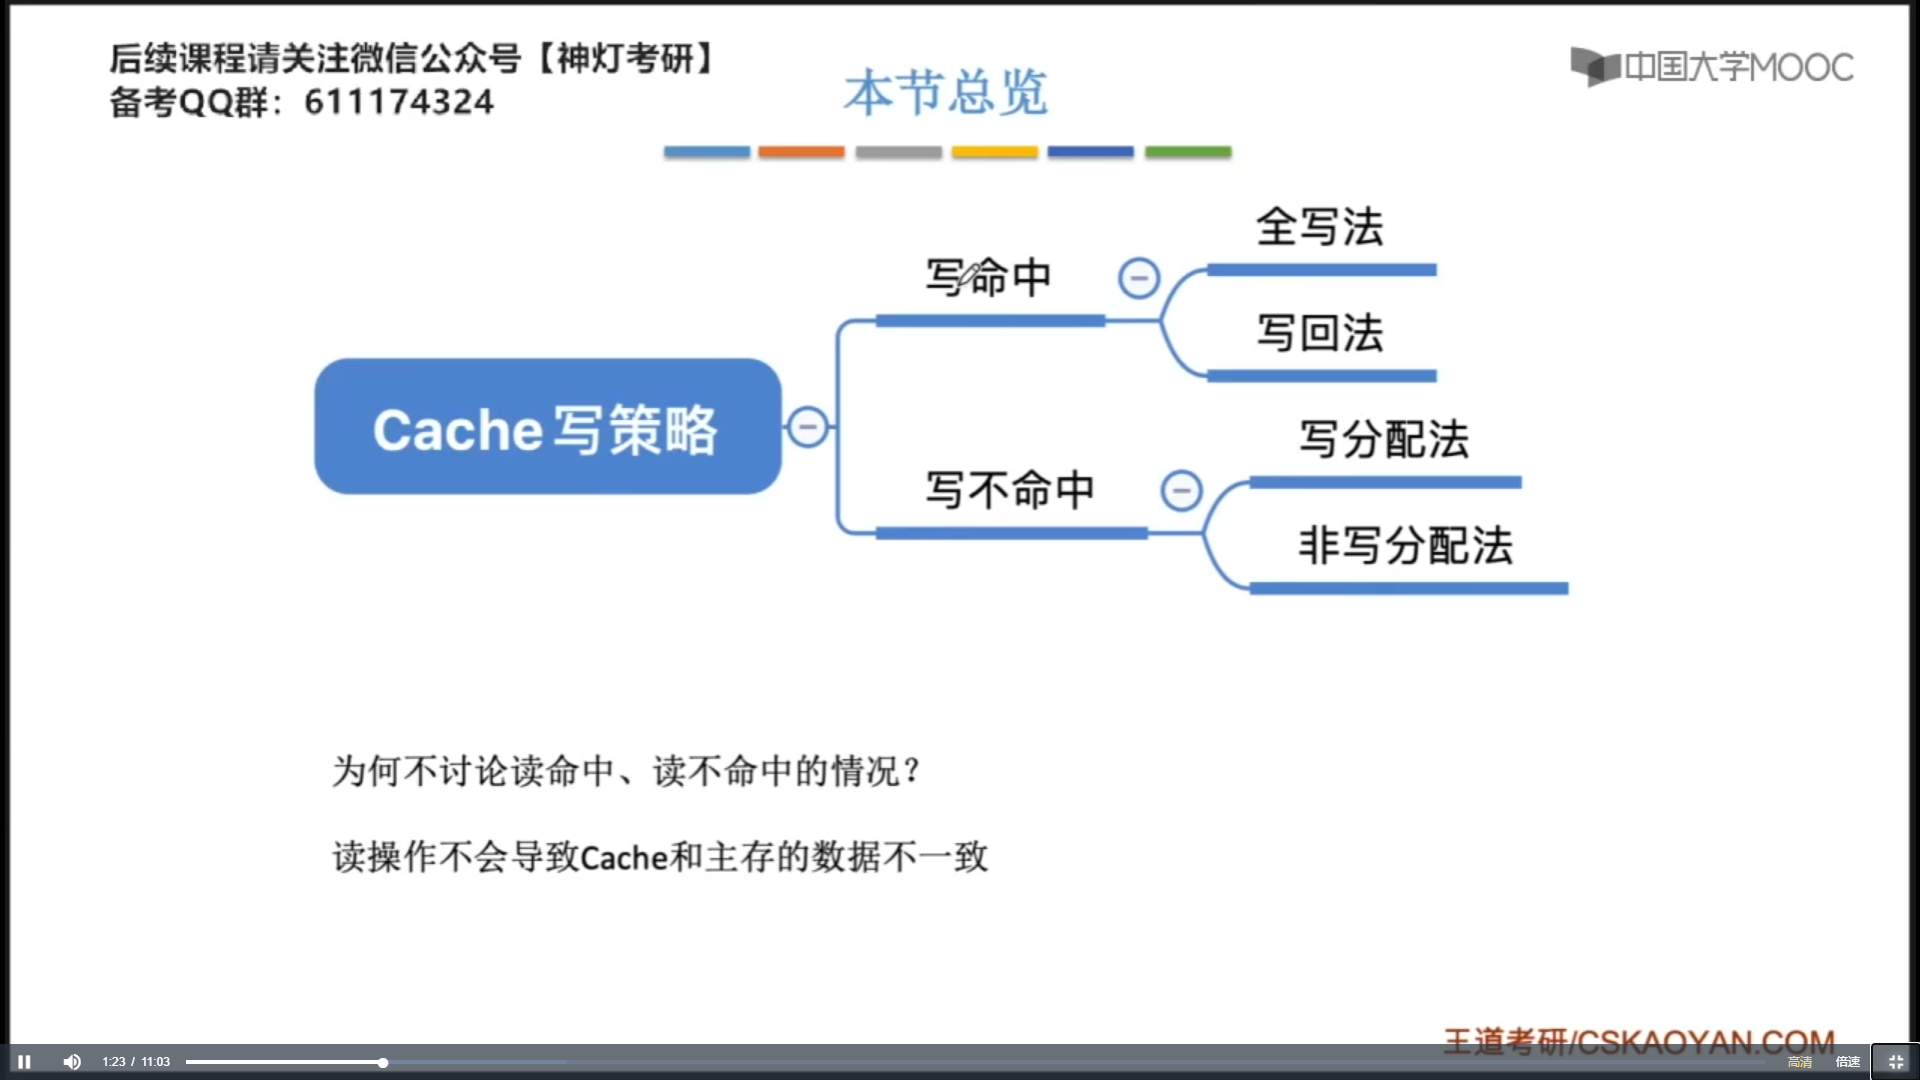 后续课程请关注微信公众号【神灯考研】
备考QQ群：611174324
中国大学MOOC
本节总览
Cache写策略
写命中
全写法
写回法
写不命中
写分配法
非写分配法
为何不讨论读命中、读不命中的情况？
读操作不会导致Cache和主存的数据不一致
王道考研/CSKAOYAN.COM
1:23 / 11:03
高清
倍速